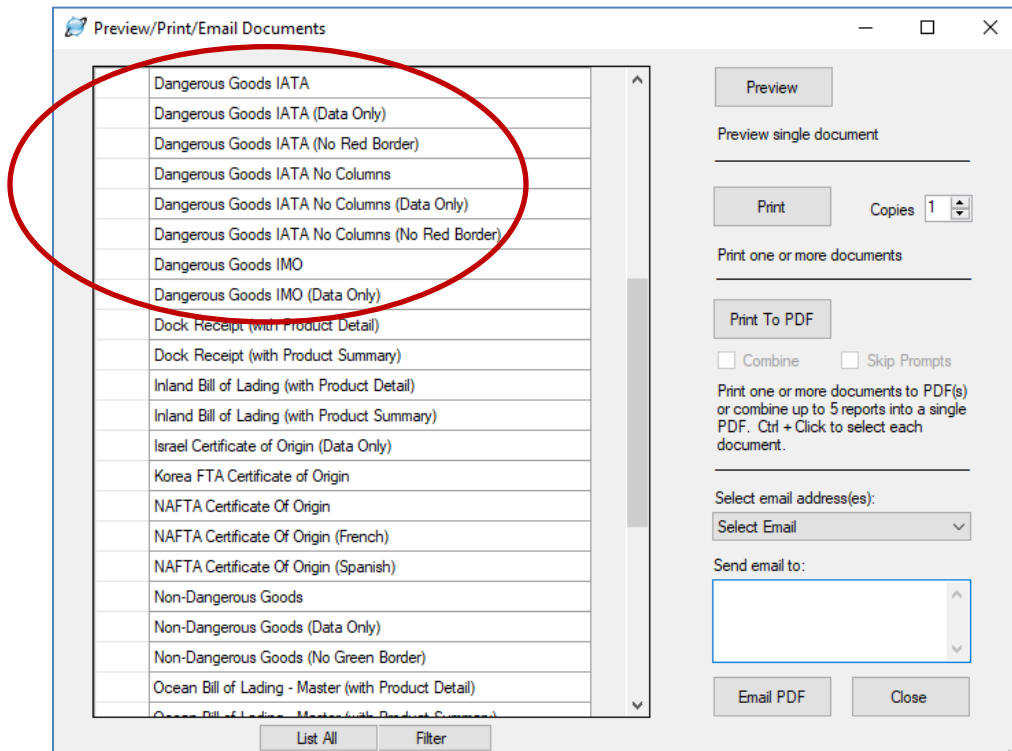 Preview/Print/Email Documents
Dangerous Goods IATA
Dangerous Goods IATA (Data Only)
Dangerous Goods IATA (No Red Border)
Dangerous Goods IATA No Columns
Dangerous Goods IATA No Columns (Data Only)
Dangerous Goods IATA No Columns (No Red Border)
Dangerous Goods IMO
Dangerous Goods IMO (Data Only)
Dock Receipt (with Product Detail)
Dock Receipt (with Product Summary)
Inland Bill of Lading (with Product Detail)
Inland Bill of Lading (with Product Summary)
Israel Certificate of Origin (Data Only)
Korea FTA Certificate of Origin
NAFTA Certificate Of Origin
NAFTA Certificate Of Origin (French)
NAFTA Certificate Of Origin (Spanish)
Non-Dangerous Goods
Non-Dangerous Goods (Data Only)
Non-Dangerous Goods (No Green Border)
Ocean Bill of Lading - Master (with Product Detail)
Ocean Bill of Lading - Master (with Product Summary)
List All
Filter
Preview
Preview single document
Print
Copies 1
Print one or more documents
Print To PDF
Combine
Skip Prompts
Print one or more documents to PDF(s)
or combine up to 5 reports into a single
PDF. Ctrl + Click to select each
document.
Select email address(es):
Select Email
Send email to:
Email PDF
Close